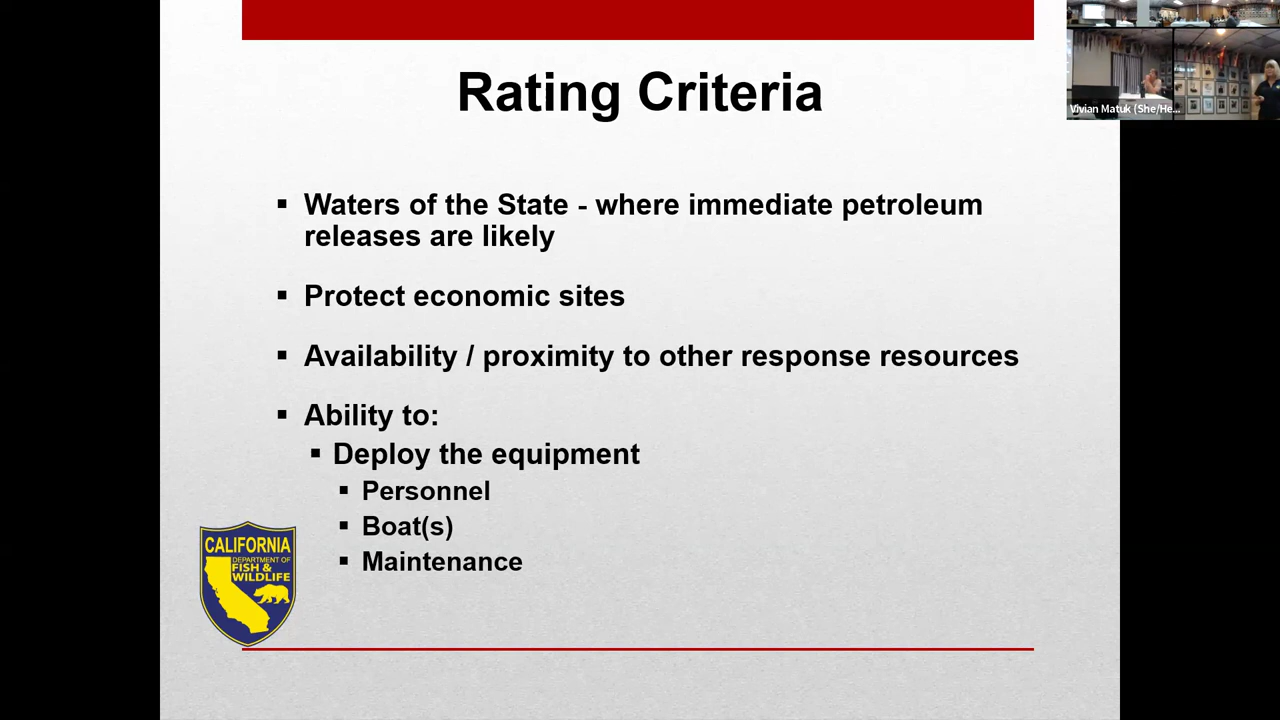 Rating Criteria
Vivian Matuk (She/He...
▪ Waters of the State - where immediate petroleum
releases are likely
▪ Protect economic sites
▪ Availability / proximity to other response resources
▪ Ability to:
▪ Deploy the equipment
▪ Personnel
▪ Boat(s)
▪ Maintenance
CALIFORNIA
DEPARTMENT OF
FISH &
WILDLIFE